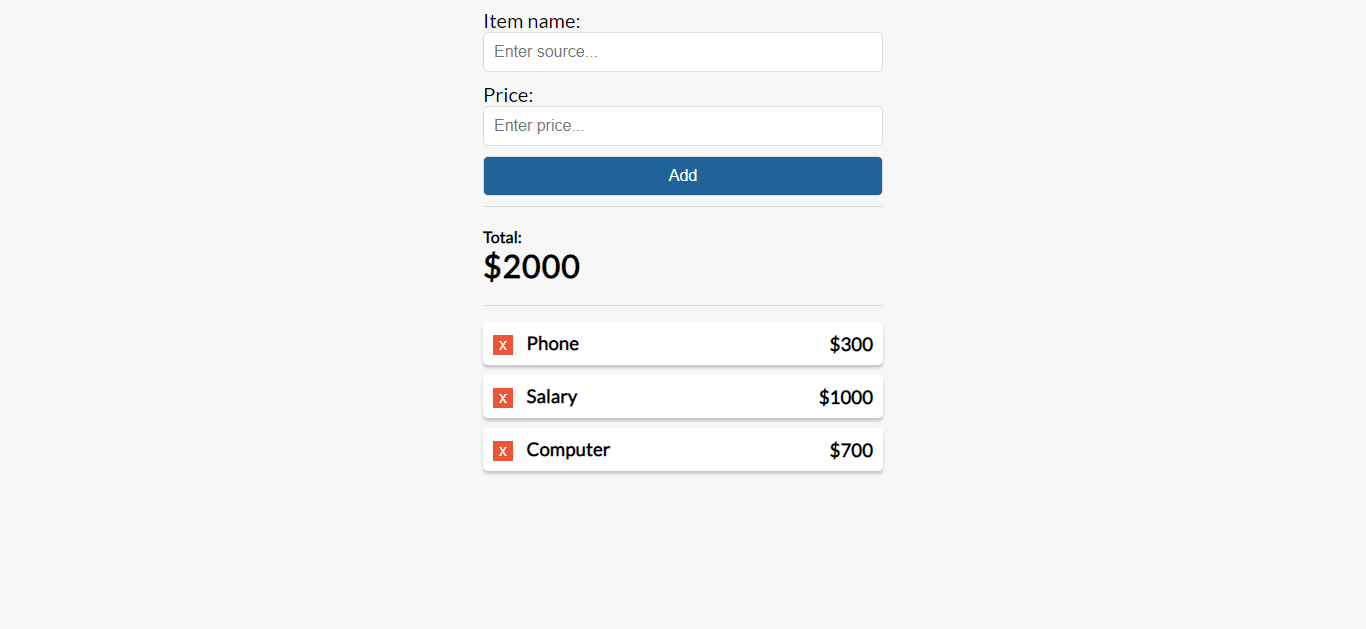 Item name:
Enter source...
Price:
Enter price...
Add
Total:
$2000
x Phone $300
x Salary $1000
x Computer $700